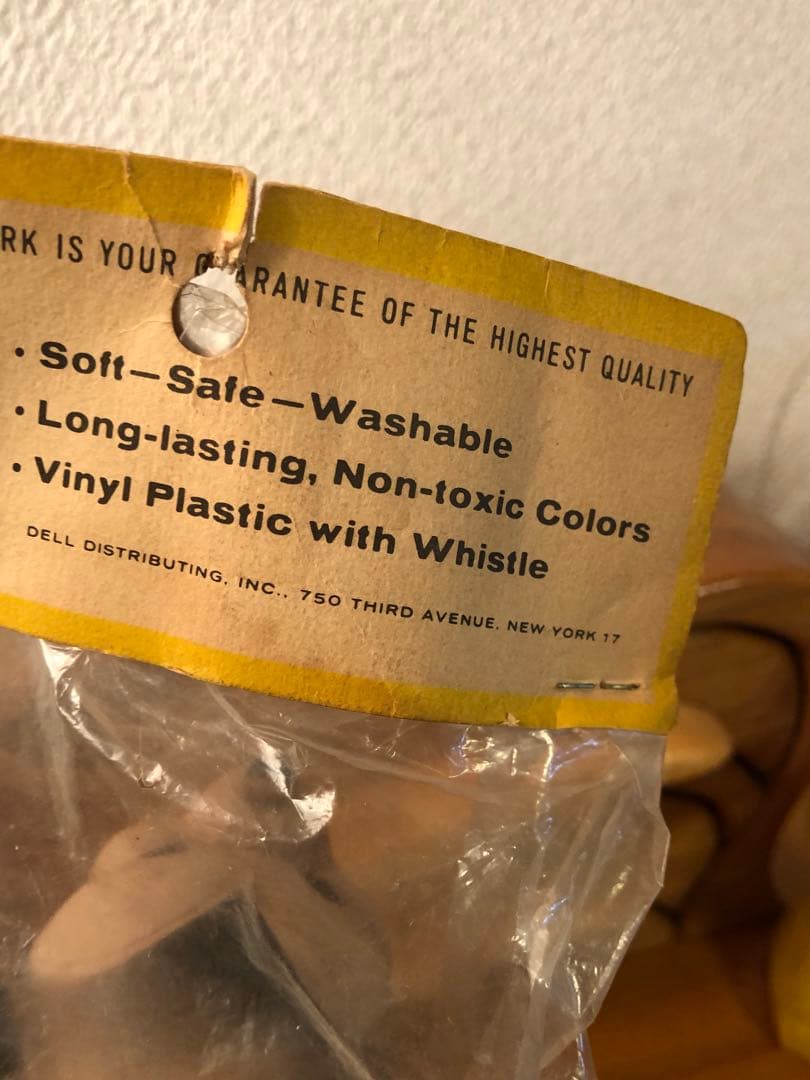 RK IS YOUR GUARANTEE OF THE HIGHEST QUALITY
• Soft—Safe—Washable
• Long-lasting, Non-toxic Colors
• Vinyl Plastic with Whistle
DELL DISTRIBUTING, INC., 750 THIRD AVENUE, NEW YORK 17